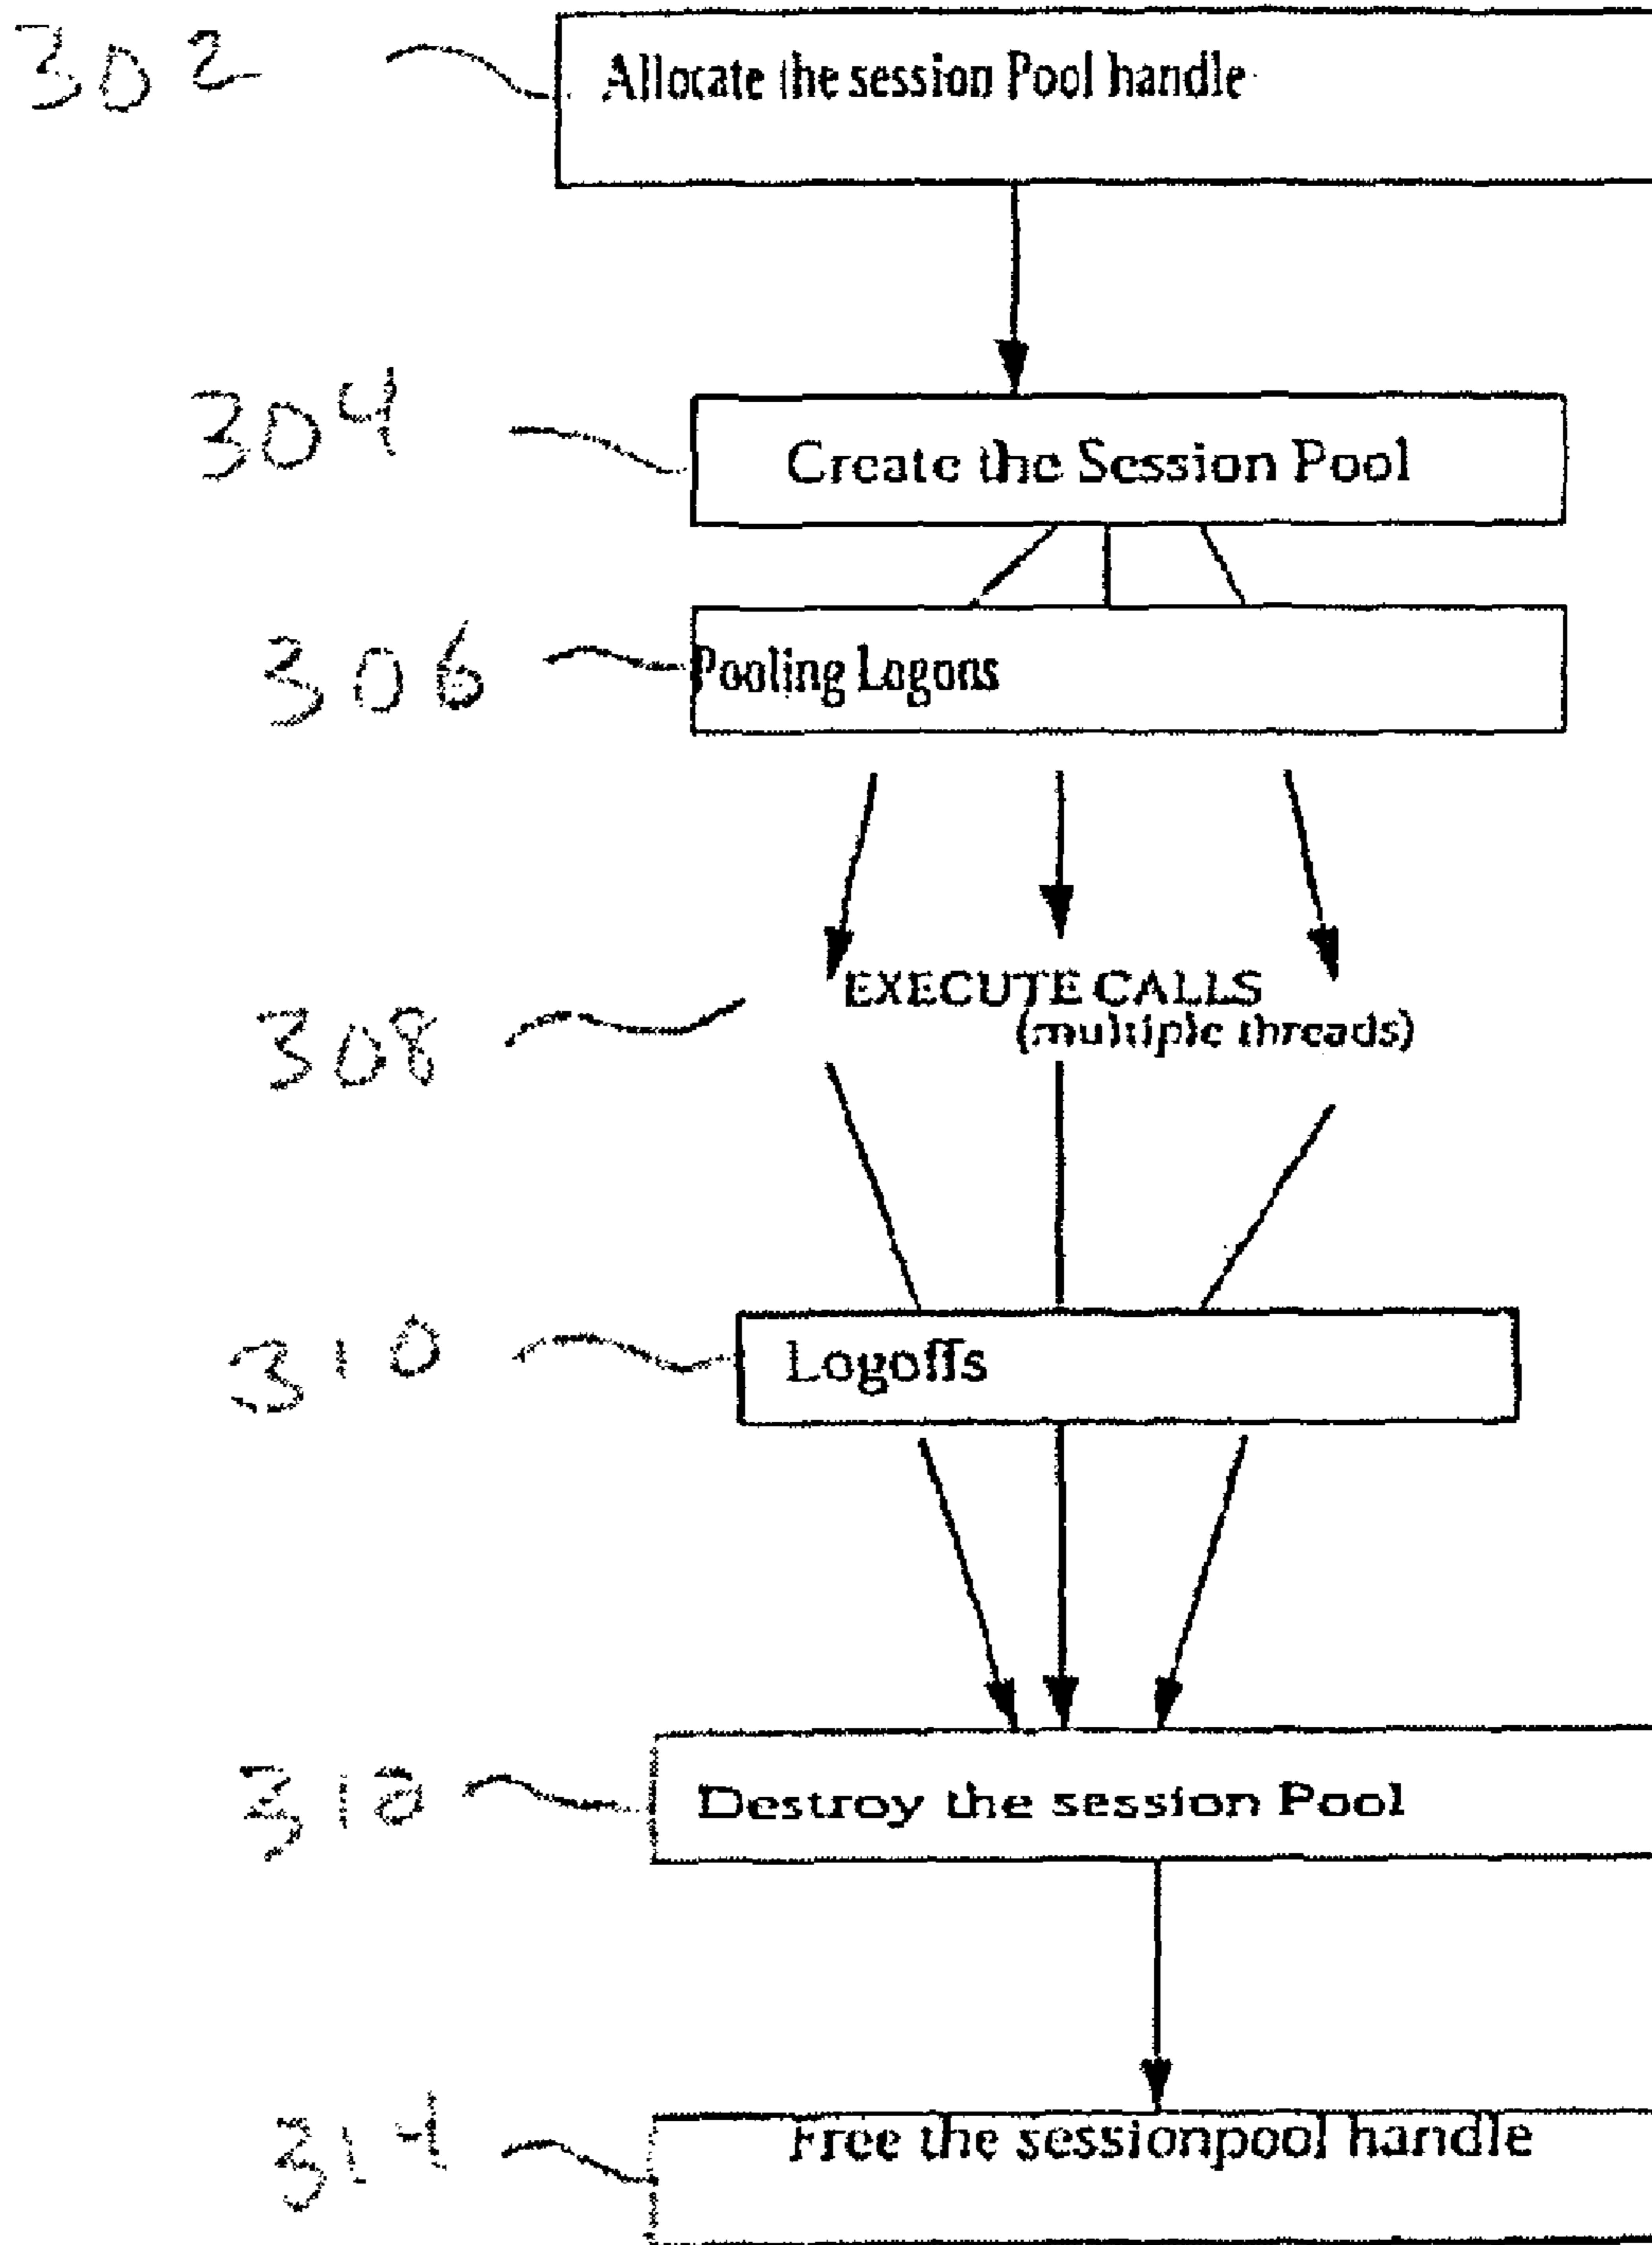 302 Allocate the session Pool handle
304 Create the Session Pool
306 Pooling Logons
308 EXECUTE CALLS
(multiple threads)
310 Logoffs
312 Destroy the session Pool
314 Free the sessionpool handle